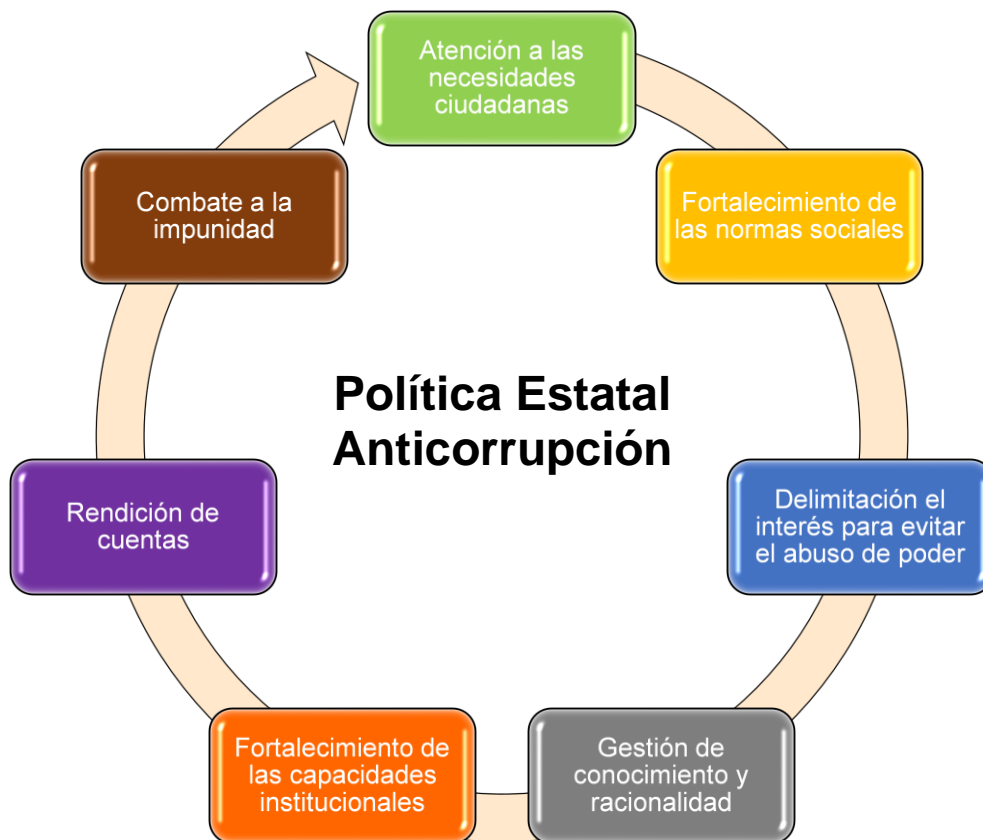 Atención a las
necesidades
ciudadanas
Fortalecimiento de
las normas sociales
Delimitación el
interés para evitar
el abuso de poder
Gestión de
conocimiento y
racionalidad
Fortalecimiento de
las capacidades
institucionales
Rendición de
cuentas
Combate a la
impunidad
Política Estatal
Anticorrupción